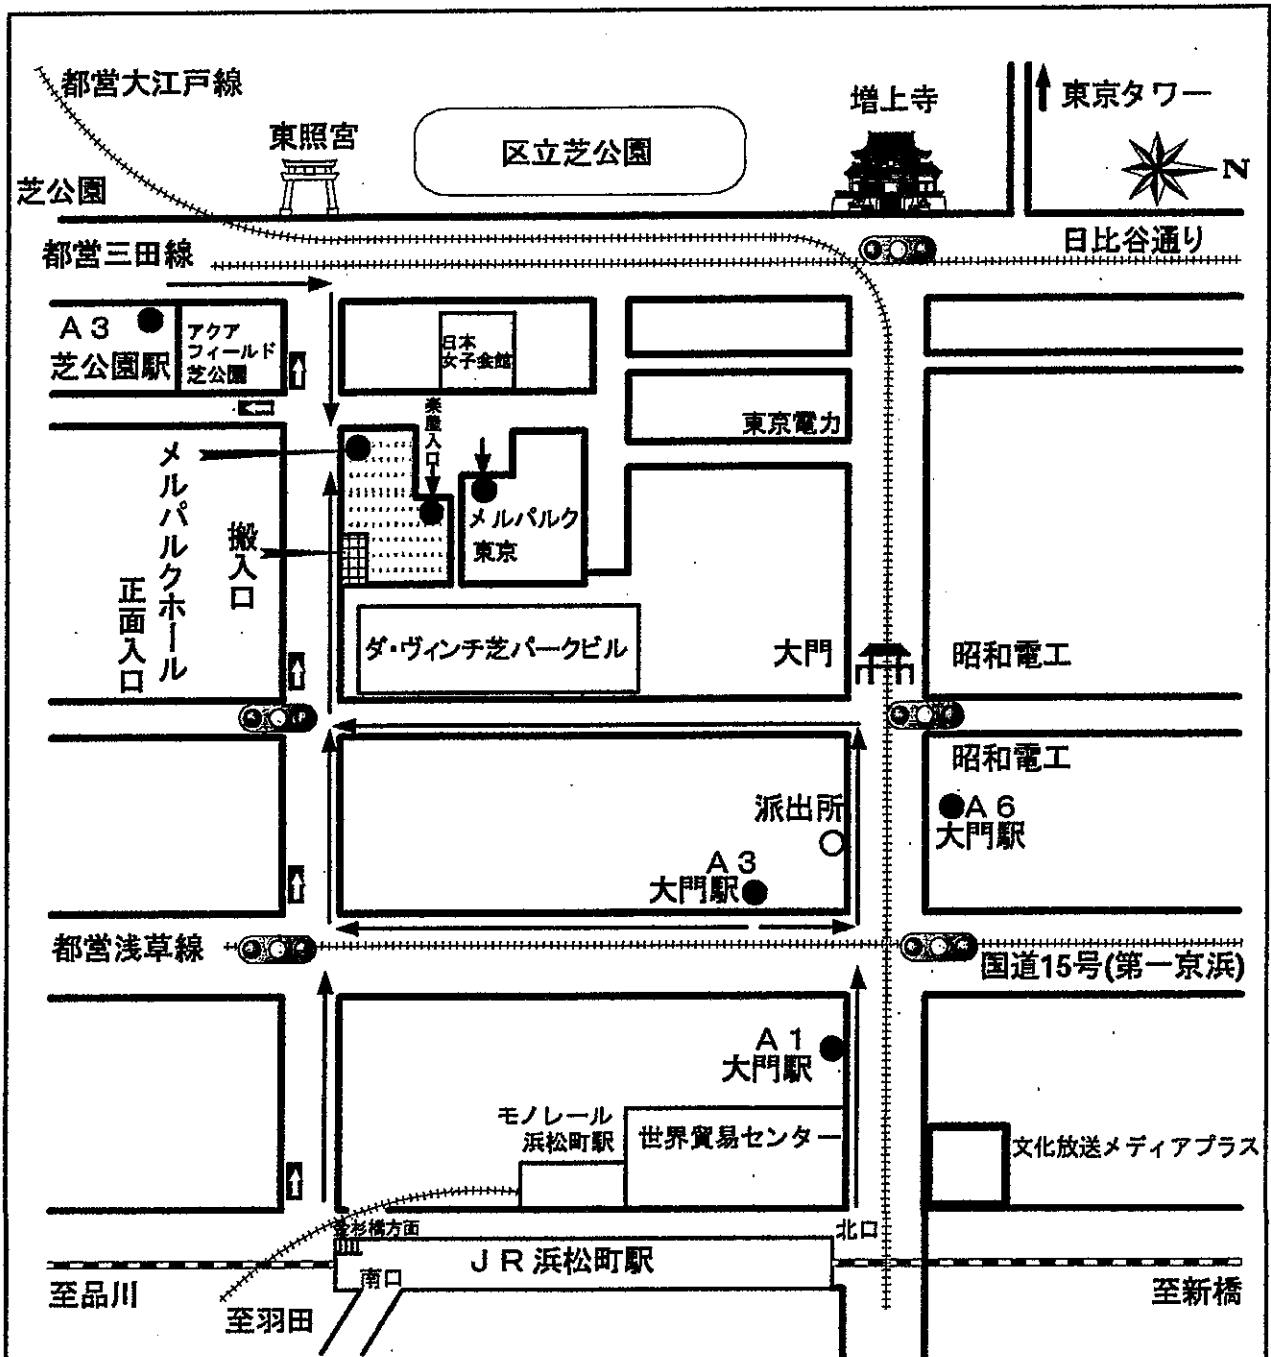 都営大江戸線
東照宮
区立芝公園
増上寺
東京タワー
N
芝公園
都営三田線
日比谷通り
A3
芝公園駅
アクア
フィールド
芝公園
日本
女子会館
東京電力
楽屋入口
メルパルクホール
正面入口
搬入口
メルパルク
東京
ダ・ヴィンチ芝パークビル
大門
昭和電工
昭和電工
派出所
A6
大門駅
A3
大門駅
都営浅草線
国道15号(第一京浜)
A1
大門駅
モノレール
浜松町駅
世界貿易センター
文化放送メディアプラス
金杉橋方面
北口
JR浜松町駅
南口
至品川
至羽田
至新橋